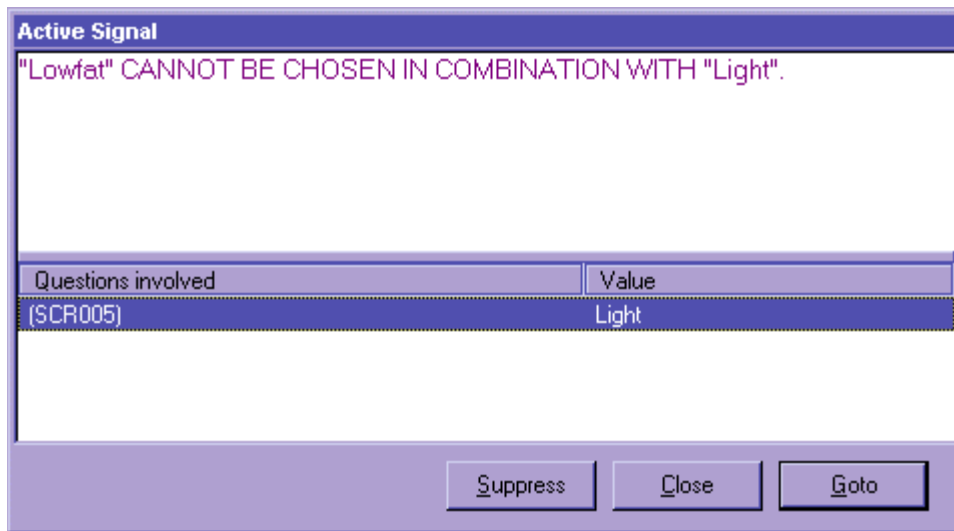 Active Signal
"Lowfat" CANNOT BE CHOSEN IN COMBINATION WITH "Light".
Questions involved Value
(SCR005) Light
Suppress Close Goto